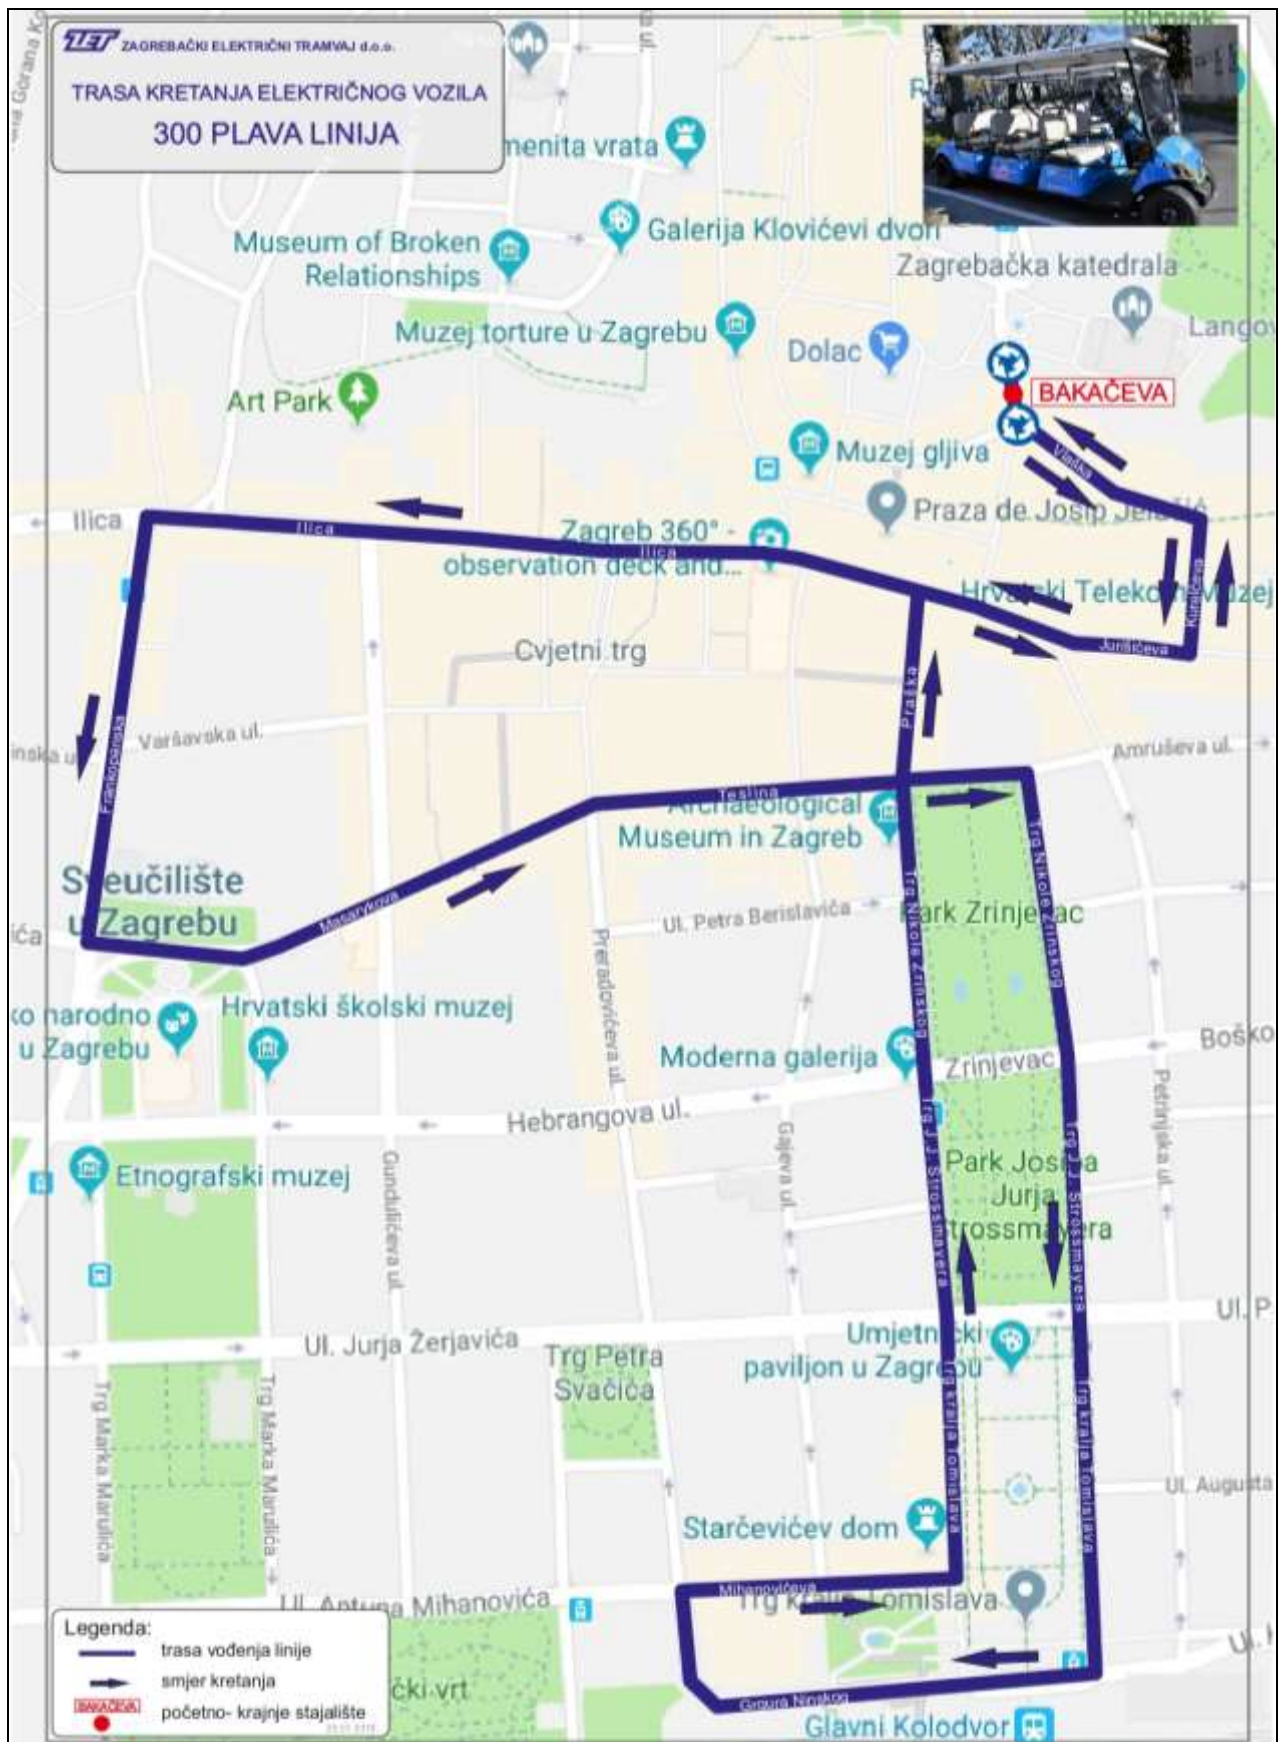 ZET ZAGREBAČKI ELEKTRIČNI TRAMVAJ d.o.o.
TRASA KRETANJA ELEKTRIČNOG VOZILA
300 PLAVA LINIJA
menita vrata
Galerija Klovićevi dvori
Museum of Broken
Relationships
Zagrebačka katedrala
Muzej torture u Zagrebu
Dolac
Lango
Art Park
BAKAČEVA
Muzej gljiva
Vlaška
Praza de Josip Jelačić
Ilica
Ilica
Ilica
Zagreb 360° -
observation deck and...
Hrvatski Telekom Muzej
Kurelčeva
Cvjetni trg
Jurišićeva
Praška
Frankopanska
Varšavska ul.
inska u
Amruševa ul.
Teslina
Archaeological
Museum in Zagreb
Sveučilište
u Zagrebu
ića
Masarykova
Ul. Petra Berislavića
Park Zrinjevac
Trg Nikole Zrinskog
Trg Nikole Zrinskog
Preradovićeva ul.
Hrvatski školski muzej
ko narodno
u Zagrebu
Moderna galerija
Zrinjevac
Boško
Hebrangova ul.
Petrinjska ul.
Gajeva ul.
Gundulićeva ul.
Etnografski muzej
Trg J. J. Strossmayera
Trg J. J. Strossmayera
Park Josipa
Jurja
Strossmayera
Ul. Jurja Žerjavića
Ul. P
Umjetnički
paviljon u Zagrebu
Trg Petra
Svačića
Trg Marka Marulića
Trg Marka Marulića
Trg kralja Tomislava
Trg kralja Tomislava
Ul. Augusta
Starčevićev dom
Mihanovićeva
Trg kralja Tomislava
Ul. Antuna Mihanovića
čki vrt
Grgura Ninskog
Glavni Kolodvor
Legenda:
trasa vođenja linije
smjer kretanja
BAKAČEVA
početno- krajnje stajalište